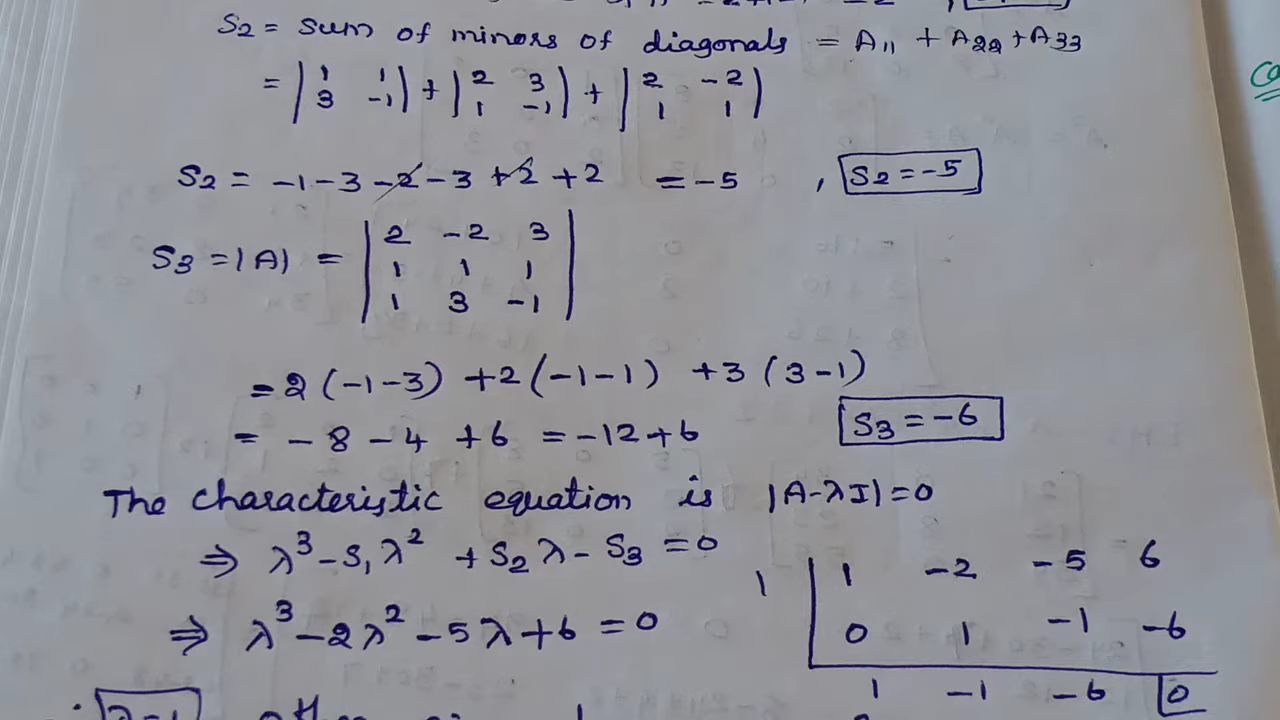 S2 = sum of minors of diagonals = A11 + A22 + A33
= | 1 1 | + | 2 3 | + | 2 -2 |
| 3 -1 | | 1 -1 | | 1 1 |
S2 = -1-3-2-3+2+2 = -5 , S2 = -5
S3 = |A| = | 2 -2 3 |
| 1 1 1 |
| 1 3 -1 |
= 2(-1-3) +2(-1-1) +3(3-1)
= -8 -4 +6 = -12+6 S3 = -6
The characteristic equation is |A-λI|=0
⇒ λ³ - S₁λ² + S₂λ - S₃ = 0
1 | 1 -2 -5 6
⇒ λ³ - 2λ² - 5λ + 6 = 0
0 1 -1 -6
1 -1 -6 0